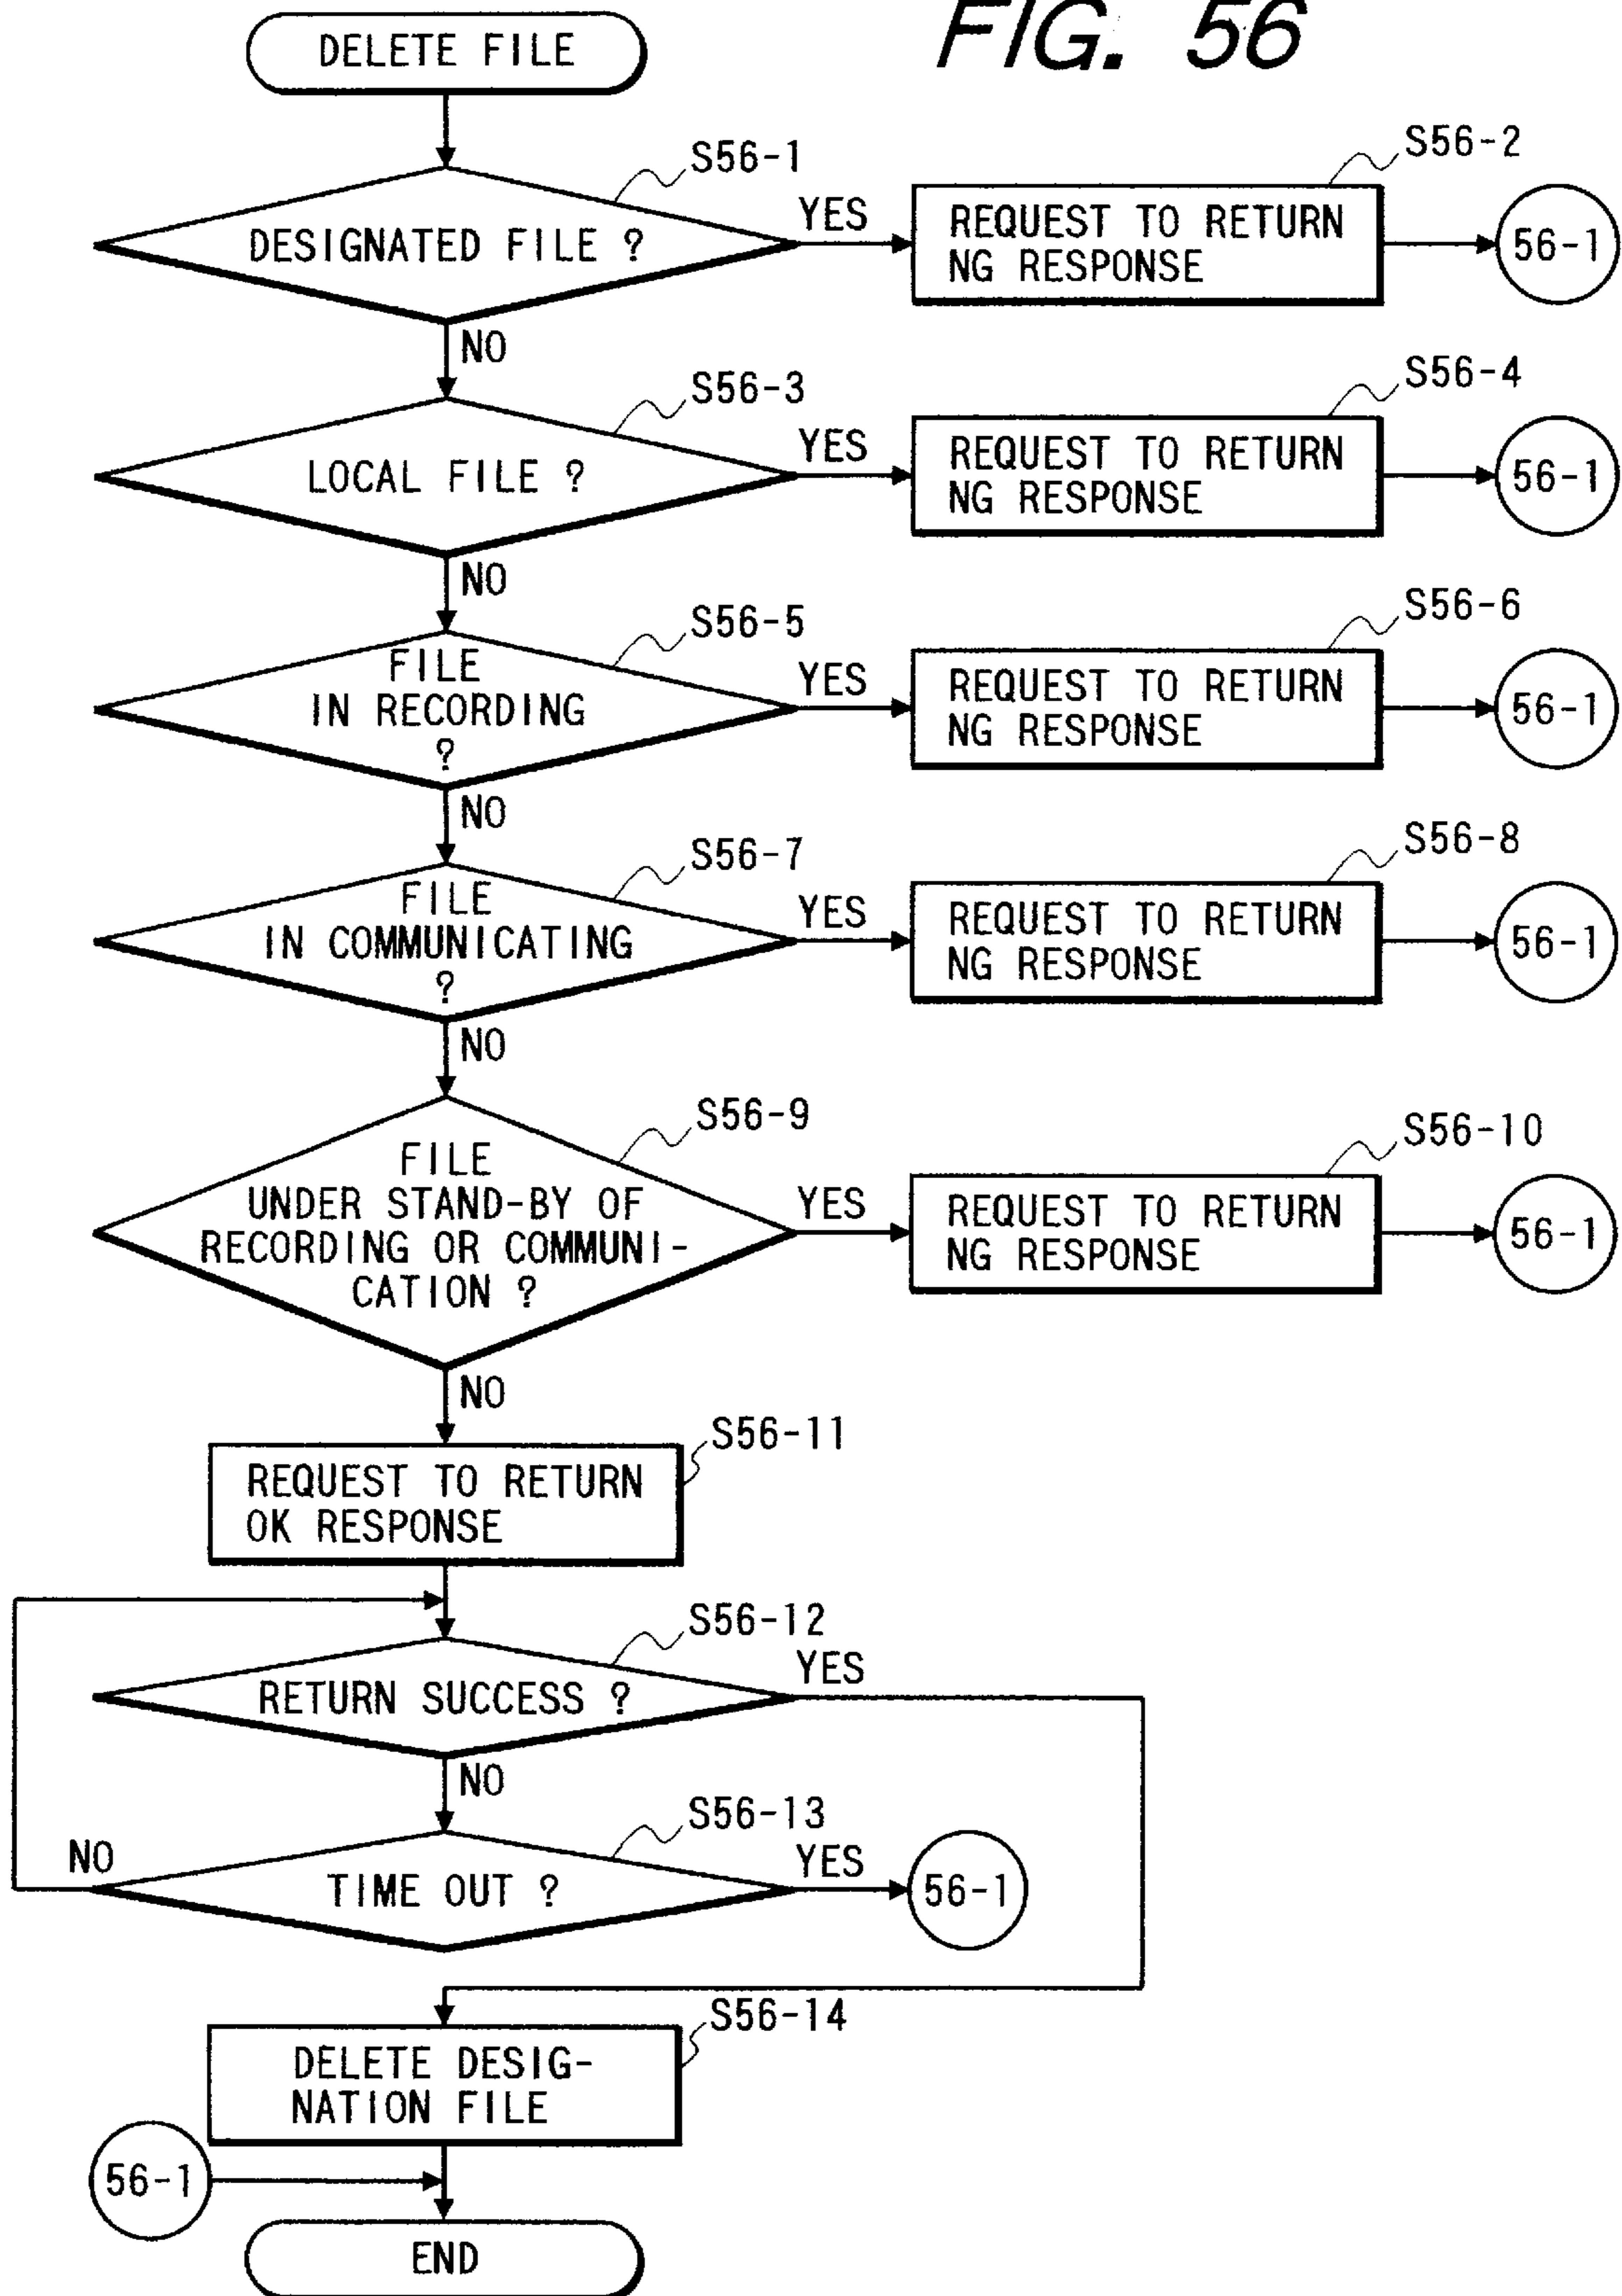 FIG. 56
DELETE FILE
S56-1
DESIGNATED FILE ?
YES
S56-2
REQUEST TO RETURN
NG RESPONSE
56-1
NO
S56-3
LOCAL FILE ?
YES
S56-4
REQUEST TO RETURN
NG RESPONSE
56-1
NO
S56-5
FILE
IN RECORDING
?
YES
S56-6
REQUEST TO RETURN
NG RESPONSE
56-1
NO
S56-7
FILE
IN COMMUNICATING
?
YES
S56-8
REQUEST TO RETURN
NG RESPONSE
56-1
NO
S56-9
FILE
UNDER STAND-BY OF
RECORDING OR COMMUNI-
CATION ?
YES
S56-10
REQUEST TO RETURN
NG RESPONSE
56-1
NO
S56-11
REQUEST TO RETURN
OK RESPONSE
S56-12
RETURN SUCCESS ?
YES
NO
S56-13
TIME OUT ?
NO
YES
56-1
S56-14
DELETE DESIG-
NATION FILE
56-1
END